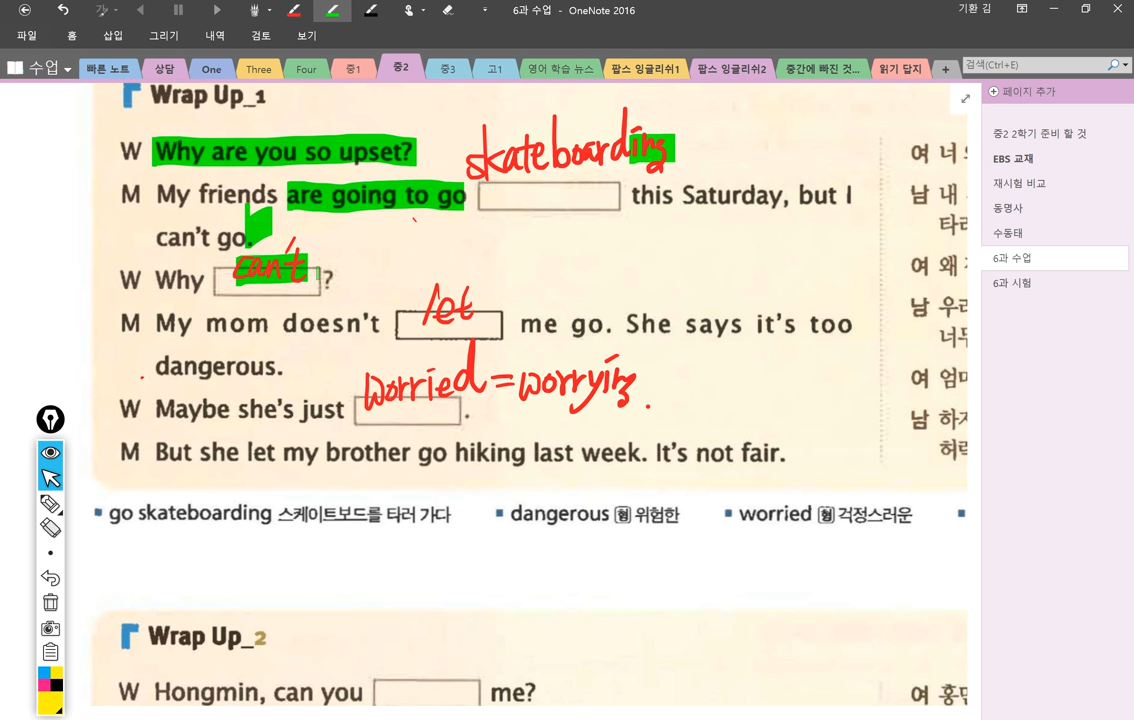 6과 수업 - OneNote 2016
기환 김
파일 홈 삽입 그리기 내역 검토 보기
수업 빠른 노트 상담 One Three Four 중1 중2 중3 고1 영어 학습 뉴스 팝스 잉글리쉬1 팝스 잉글리쉬2 중간에 빠진 것... 읽기 답지 +
검색(Ctrl+E)
페이지 추가
중2 2학기 준비 할 것
EBS 교재
재시험 비교
동명사
수동태
6과 수업
6과 시험
Wrap Up_1
W Why are you so upset?
skateboarding
M My friends are going to go this Saturday, but I
can't go.
can't
W Why ?
let
M My mom doesn't me go. She says it's too
dangerous.
worried = worrying.
W Maybe she's just .
M But she let my brother go hiking last week. It's not fair.
여 너
남 내
타러
여 왜
남 우리
너무
여 엄마
남 하지
허락
▪ go skateboarding 스케이트보드를 타러 가다 ▪ dangerous 형 위험한 ▪ worried 형 걱정스러운
Wrap Up_2
W Hongmin, can you me?
여 홍민